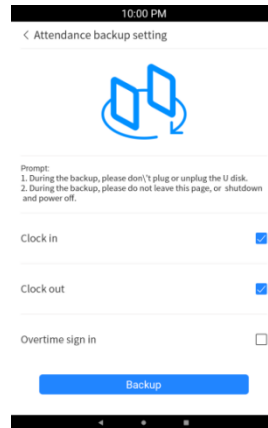 10:00 PM
< Attendance backup setting
Prompt:
1. During the backup, please don\'t plug or unplug the U disk.
2. During the backup, please do not leave this page, or shutdown
and power off.
Clock in
Clock out
Overtime sign in
Backup